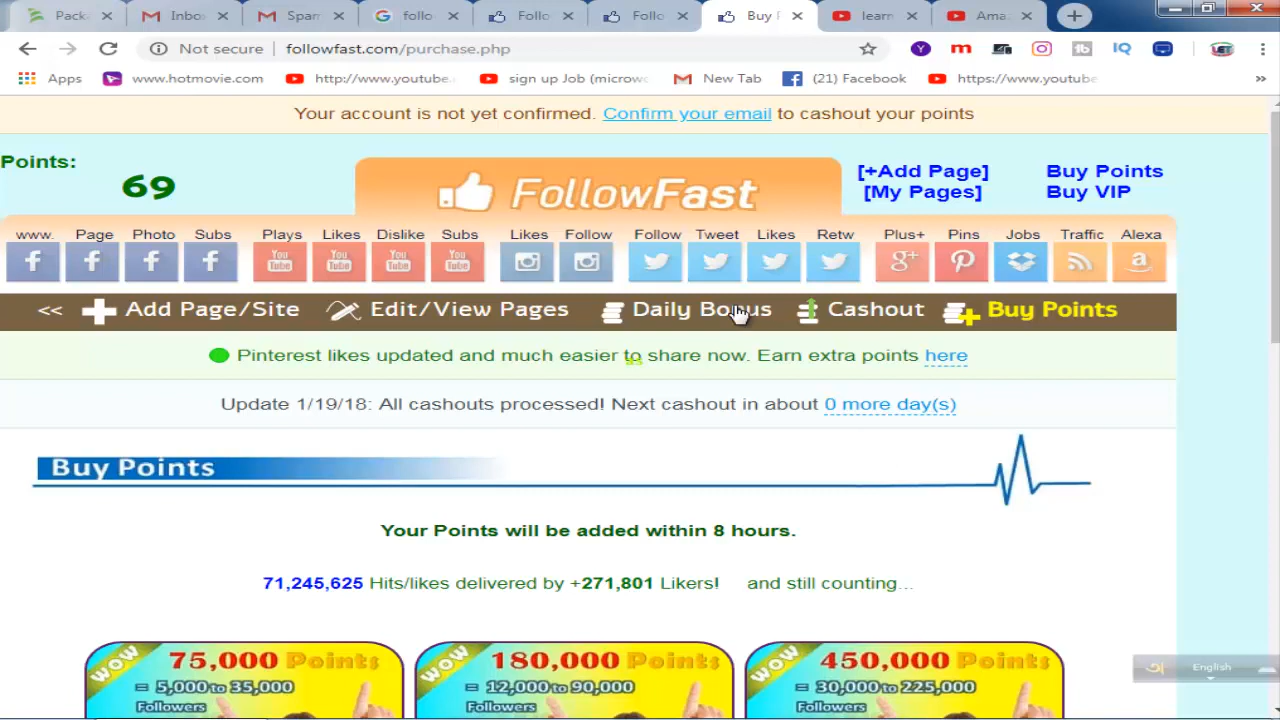 Packa
Inbo
Spam
follo
Follo
Follo
Buy P
learn
Ama
Not secure
followfast.com/purchase.php
Apps
www.hotmovie.com
http://www.youtube.
sign up Job (microwo
New Tab
(21) Facebook
https://www.youtube
»
Your account is not yet confirmed. Confirm your email to cashout your points
Points:
69
FollowFast
[+Add Page]
[My Pages]
Buy Points
Buy VIP
www. Page Photo Subs Plays Likes Dislike Subs Likes Follow Follow Tweet Likes Retw Plus+ Pins Jobs Traffic Alexa
<< Add Page/Site Edit/View Pages Daily Bonus Cashout Buy Points
Pinterest likes updated and much easier to share now. Earn extra points here
Update 1/19/18: All cashouts processed! Next cashout in about 0 more day(s)
Buy Points
Your Points will be added within 8 hours.
71,245,625 Hits/likes delivered by +271,801 Likers! and still counting...
WOW
75,000 Points
= 5,000 to 35,000
Followers
WOW
180,000 Points
= 12,000 to 90,000
Followers
WOW
450,000 Points
= 30,000 to 225,000
Followers
English